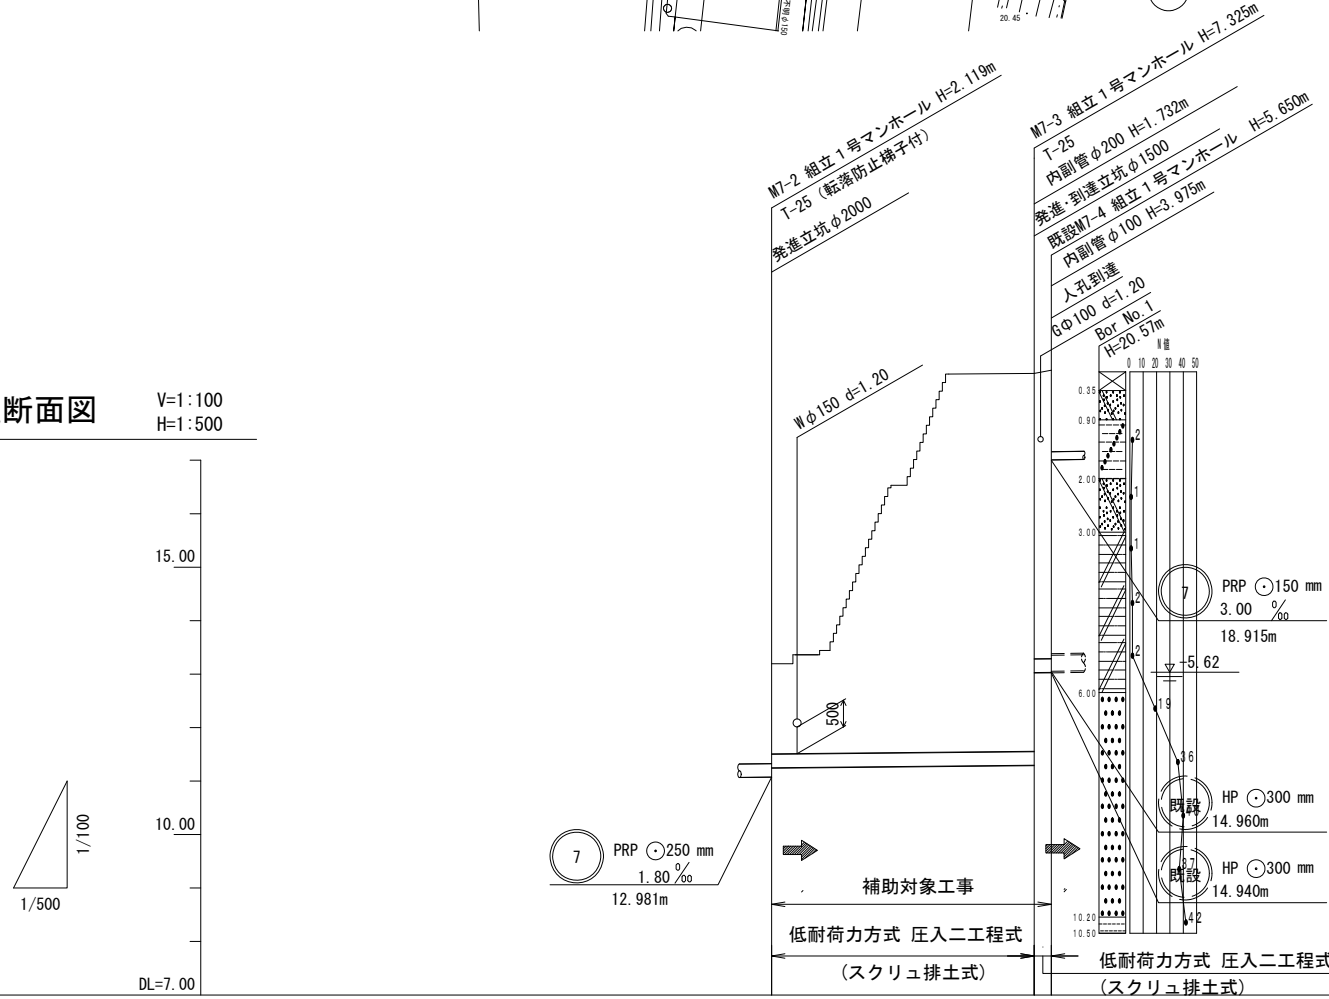 不明φ150
20.45
M7-2 組立1号マンホール H=2.119m
T-25 (転落防止梯子付)
発進立坑φ2000
M7-3 組立1号マンホール H=7.325m
T-25
内副管φ200 H=1.732m
発進・到達立坑φ1500
既設M7-4 組立1号マンホール H=5.650m
内副管φ100 H=3.975m
人孔到達
GΦ100 d=1.20
Bor No.1
H=20.57m
N値
0 10 20 30 40 50
断面図
V=1:100
H=1:500
Wφ150 d=1.20
0.35
0.90
2
2.00
1
3.00
1
2
2
6.00
19
36
37
10.20
42
10.50
15.00
10.00
DL=7.00
1/100
1/500
500
7 PRP ⊙150 mm
3.00 ‰
18.915m
-5.62
既設 HP ⊙300 mm
14.960m
既設 HP ⊙300 mm
14.940m
7 PRP ⊙250 mm
1.80 ‰
12.981m
補助対象工事
低耐荷力方式 圧入二工程式
(スクリュ排土式)
低耐荷力方式 圧入二工程式
(スクリュ排土式)